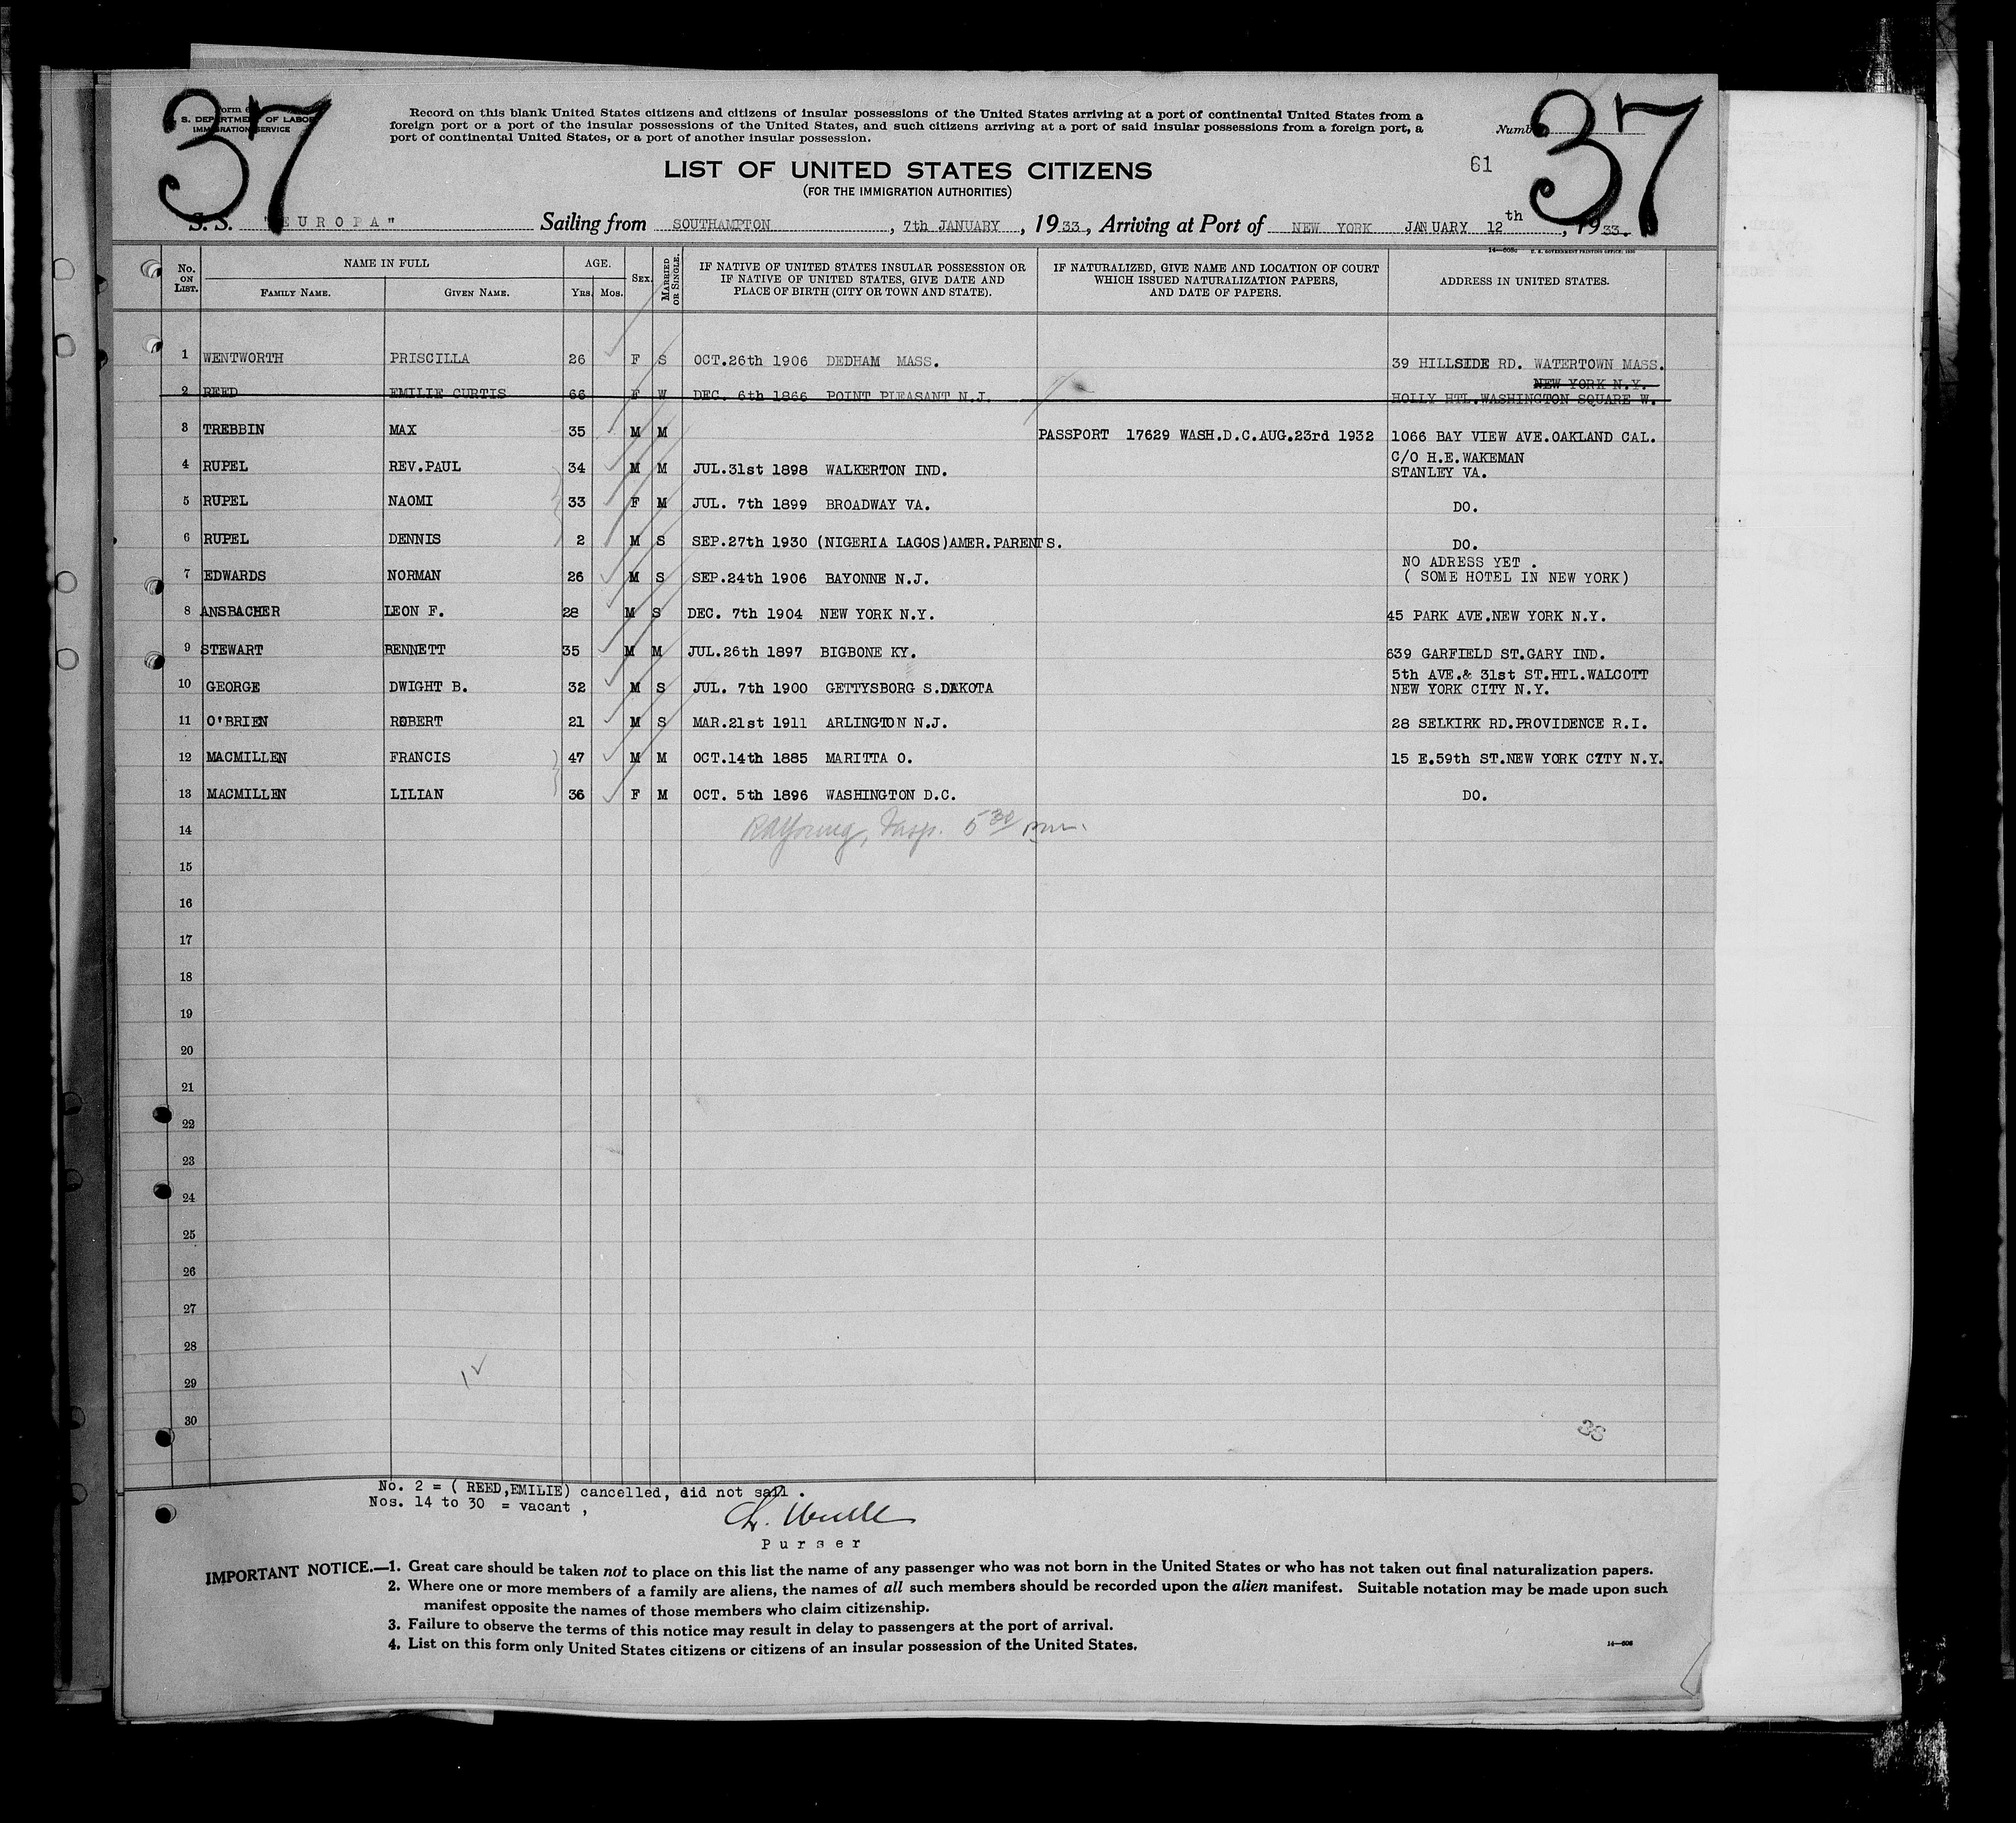 37
37
Form
S. DEPARTMENT OF LABOR
IMMIGRATION SERVICE
Record on this blank United States citizens and citizens of insular possessions of the United States arriving at a port of continental United States from a
foreign port or a port of the insular possessions of the United States, and such citizens arriving at a port of said insular possessions from a foreign port, a
port of continental United States, or a port of another insular possession.
Numb
LIST OF UNITED STATES CITIZENS
61
(FOR THE IMMIGRATION AUTHORITIES)
S. S. "EUROPA" Sailing from SOUTHAMPTON, 7th JANUARY, 1933, Arriving at Port of NEW YORK JANUARY 12th, 1933.
No. ON LIST. NAME IN FULL FAMILY NAME. GIVEN NAME. AGE. YRS. MOS. SEX. MARRIED OR SINGLE. IF NATIVE OF UNITED STATES INSULAR POSSESSION OR IF NATIVE OF UNITED STATES, GIVE DATE AND PLACE OF BIRTH (CITY OR TOWN AND STATE). IF NATURALIZED, GIVE NAME AND LOCATION OF COURT WHICH ISSUED NATURALIZATION PAPERS, AND DATE OF PAPERS. ADDRESS IN UNITED STATES.
1 WENTWORTH PRISCILLA 26 F S OCT.26th 1906 DEDHAM MASS. 39 HILLSIDE RD. WATERTOWN MASS.
NEW YORK N.Y.
2 REED EMILIE CURTIS 66 F W DEC. 6th 1866 POINT PLEASANT N.J. HOLLY HTL.WASHINGTON SQUARE W.
3 TREBBIN MAX 35 M M PASSPORT 17629 WASH.D.C.AUG.23rd 1932 1066 BAY VIEW AVE.OAKLAND CAL.
4 RUPEL REV.PAUL 34 M M JUL.31st 1898 WALKERTON IND. C/O H.E.WAKEMAN
STANLEY VA.
5 RUPEL NAOMI 33 F M JUL. 7th 1899 BROADWAY VA. DO.
6 RUPEL DENNIS 2 M S SEP.27th 1930 (NIGERIA LAGOS)AMER.PARENTS. DO.
7 EDWARDS NORMAN 26 M S SEP.24th 1906 BAYONNE N.J. NO ADRESS YET .
( SOME HOTEL IN NEW YORK)
8 ANSBACHER LEON F. 28 M S DEC. 7th 1904 NEW YORK N.Y. 45 PARK AVE.NEW YORK N.Y.
9 STEWART BENNETT 35 M M JUL.26th 1897 BIGBONE KY. 639 GARFIELD ST.GARY IND.
10 GEORGE DWIGHT B. 32 M S JUL. 7th 1900 GETTYSBORG S.DAKOTA 5th AVE.& 31st ST.HTL.WALCOTT
NEW YORK CITY N.Y.
11 O'BRIEN ROBERT 21 M S MAR.21st 1911 ARLINGTON N.J. 28 SELKIRK RD.PROVIDENCE R.I.
12 MACMILLEN FRANCIS 47 M M OCT.14th 1885 MARITTA O. 15 E.59th ST.NEW YORK CITY N.Y.
13 MACMILLEN LILIAN 36 F M OCT. 5th 1896 WASHINGTON D.C. DO.
14 Young, Insp. 5 30 pm.
15
16
17
18
19
20
21
22
23
24
25
26
27
28
29
30
No. 2 = ( REED,EMILIE) cancelled, did not sail .
Nos. 14 to 30 = vacant ,
Purser
IMPORTANT NOTICE.—1. Great care should be taken not to place on this list the name of any passenger who was not born in the United States or who has not taken out final naturalization papers.
2. Where one or more members of a family are aliens, the names of all such members should be recorded upon the alien manifest. Suitable notation may be made upon such
manifest opposite the names of those members who claim citizenship.
3. Failure to observe the terms of this notice may result in delay to passengers at the port of arrival.
4. List on this form only United States citizens or citizens of an insular possession of the United States.